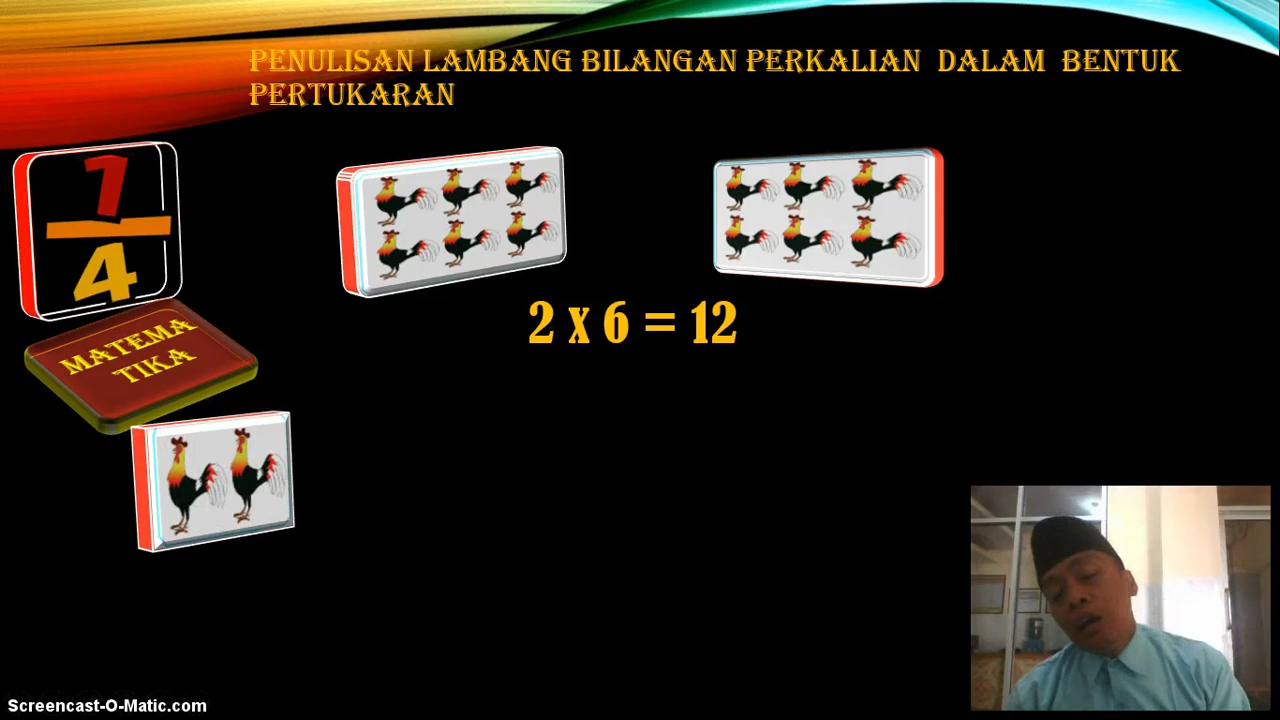 PENULISAN LAMBANG BILANGAN PERKALIAN DALAM BENTUK
PERTUKARAN
1
4
MATEMA
TIKA
2 x 6 = 12
Screencast-O-Matic.com